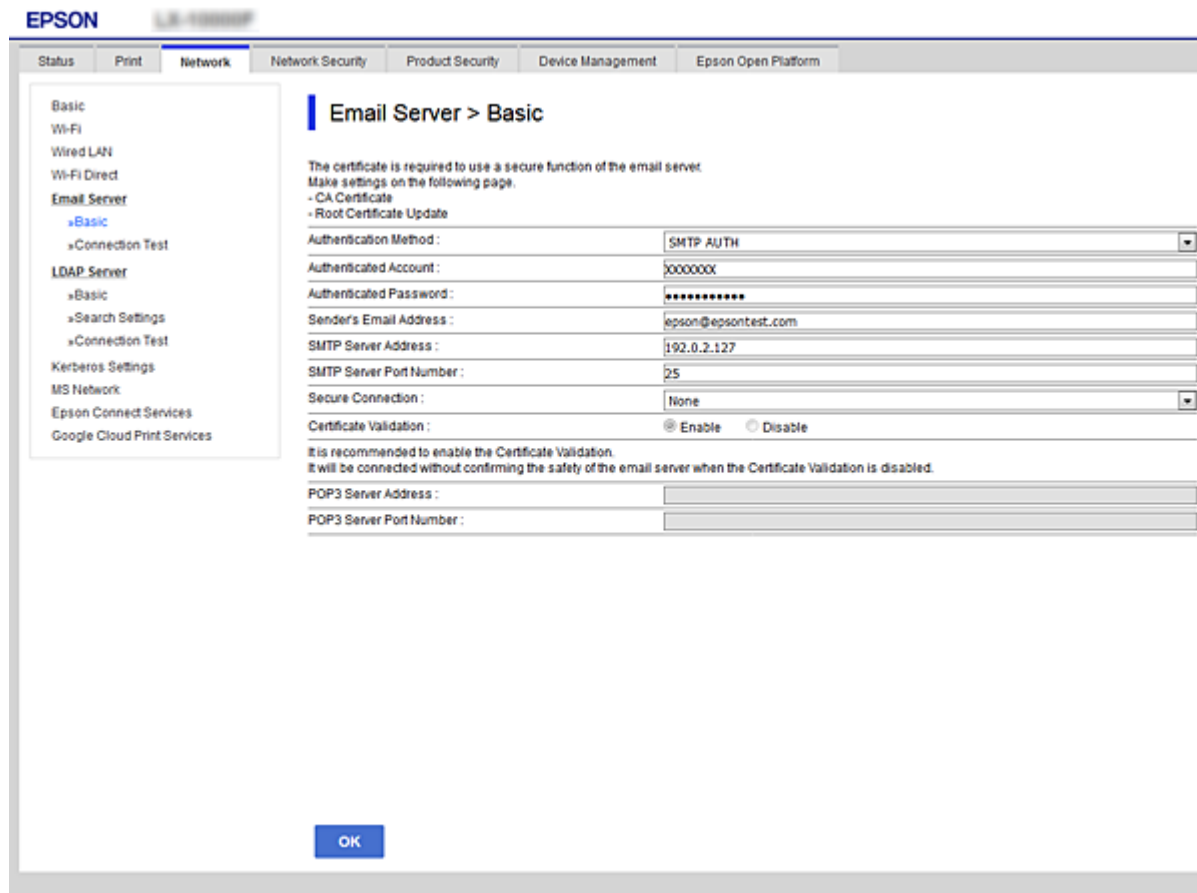 EPSON
Status Print Network Network Security Product Security Device Management Epson Open Platform
Basic
Wi-Fi
Wired LAN
Wi-Fi Direct
Email Server
»Basic
»Connection Test
LDAP Server
»Basic
»Search Settings
»Connection Test
Kerberos Settings
MS Network
Epson Connect Services
Google Cloud Print Services
Email Server > Basic
The certificate is required to use a secure function of the email server.
Make settings on the following page.
- CA Certificate
- Root Certificate Update
Authentication Method : SMTP AUTH
Authenticated Account : XXXXXXX
Authenticated Password : •••••••••••
Sender's Email Address : epson@epsontest.com
SMTP Server Address : 192.0.2.127
SMTP Server Port Number : 25
Secure Connection : None
Certificate Validation : Enable Disable
It is recommended to enable the Certificate Validation.
It will be connected without confirming the safety of the email server when the Certificate Validation is disabled.
POP3 Server Address :
POP3 Server Port Number :
OK